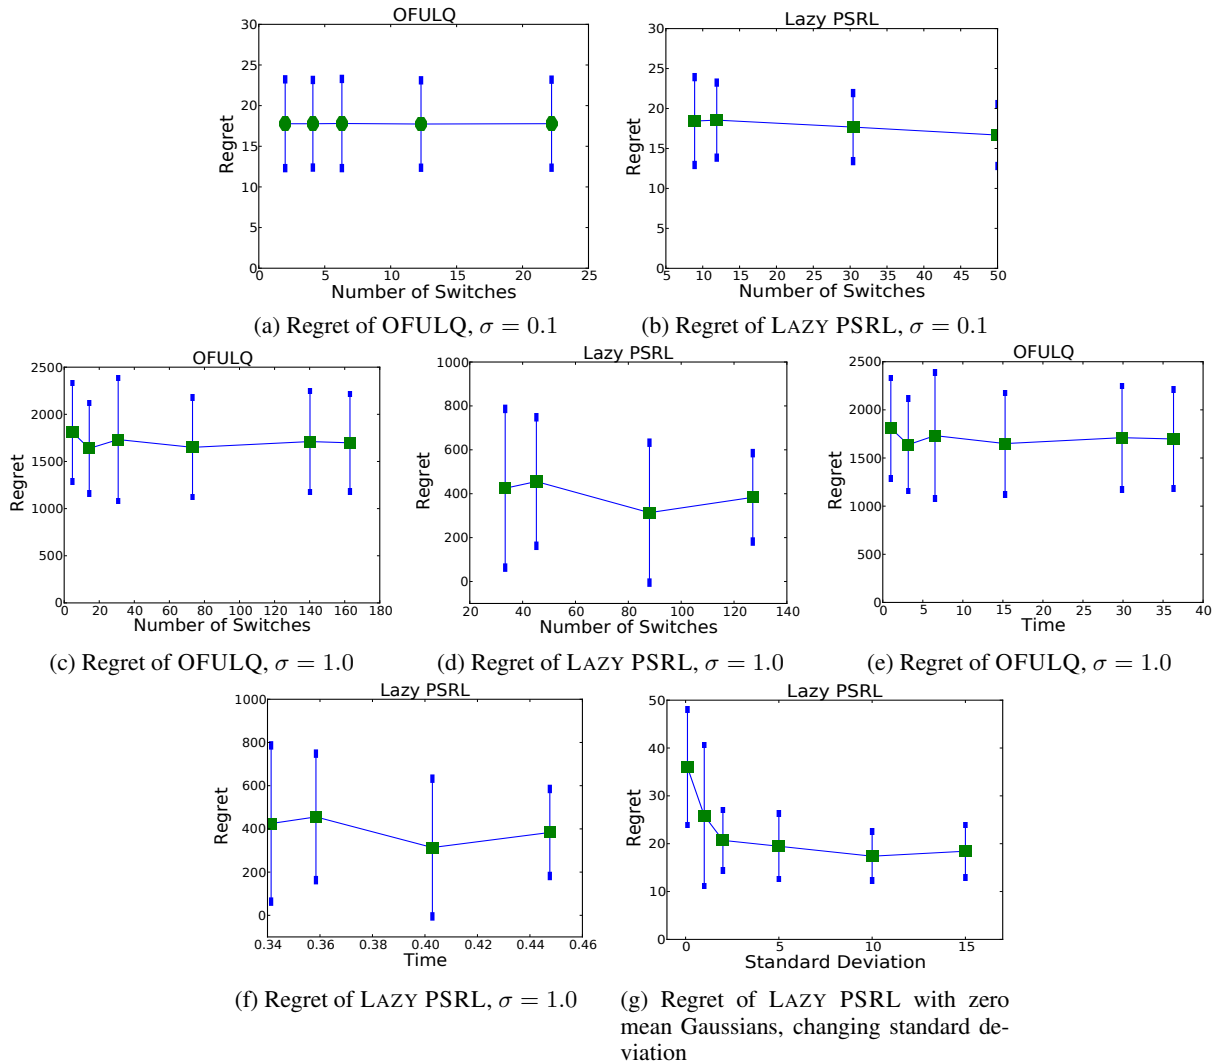 OFULQ
30
25
20
15
10
5
0
Regret
0 5 10 15 20 25
Number of Switches
(a) Regret of OFULQ, σ = 0.1
Lazy PSRL
30
25
20
15
10
5
0
Regret
5 10 15 20 25 30 35 40 45 50
Number of Switches
(b) Regret of LAZY PSRL, σ = 0.1
OFULQ
2500
2000
1500
1000
500
0
Regret
0 20 40 60 80 100 120 140 160 180
Number of Switches
(c) Regret of OFULQ, σ = 1.0
Lazy PSRL
1000
800
600
400
200
0
Regret
20 40 60 80 100 120 140
Number of Switches
(d) Regret of LAZY PSRL, σ = 1.0
OFULQ
2500
2000
1500
1000
500
0
Regret
0 5 10 15 20 25 30 35 40
Time
(e) Regret of OFULQ, σ = 1.0
Lazy PSRL
1000
800
600
400
200
0
Regret
0.34 0.36 0.38 0.40 0.42 0.44 0.46
Time
(f) Regret of LAZY PSRL, σ = 1.0
Lazy PSRL
50
40
30
20
10
0
Regret
0 5 10 15
Standard Deviation
(g) Regret of LAZY PSRL with zero
mean Gaussians, changing standard de-
viation